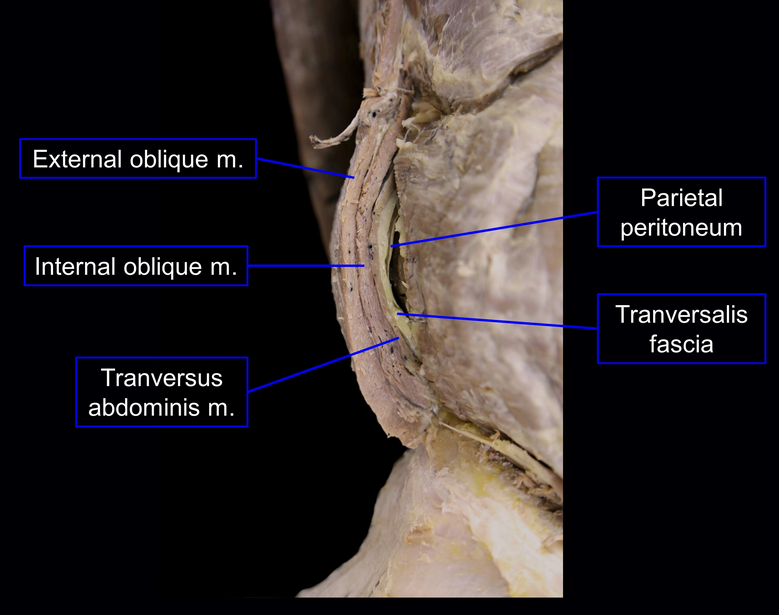 External oblique m.
Internal oblique m.
Tranversus
abdominis m.
Parietal
peritoneum
Tranversalis
fascia